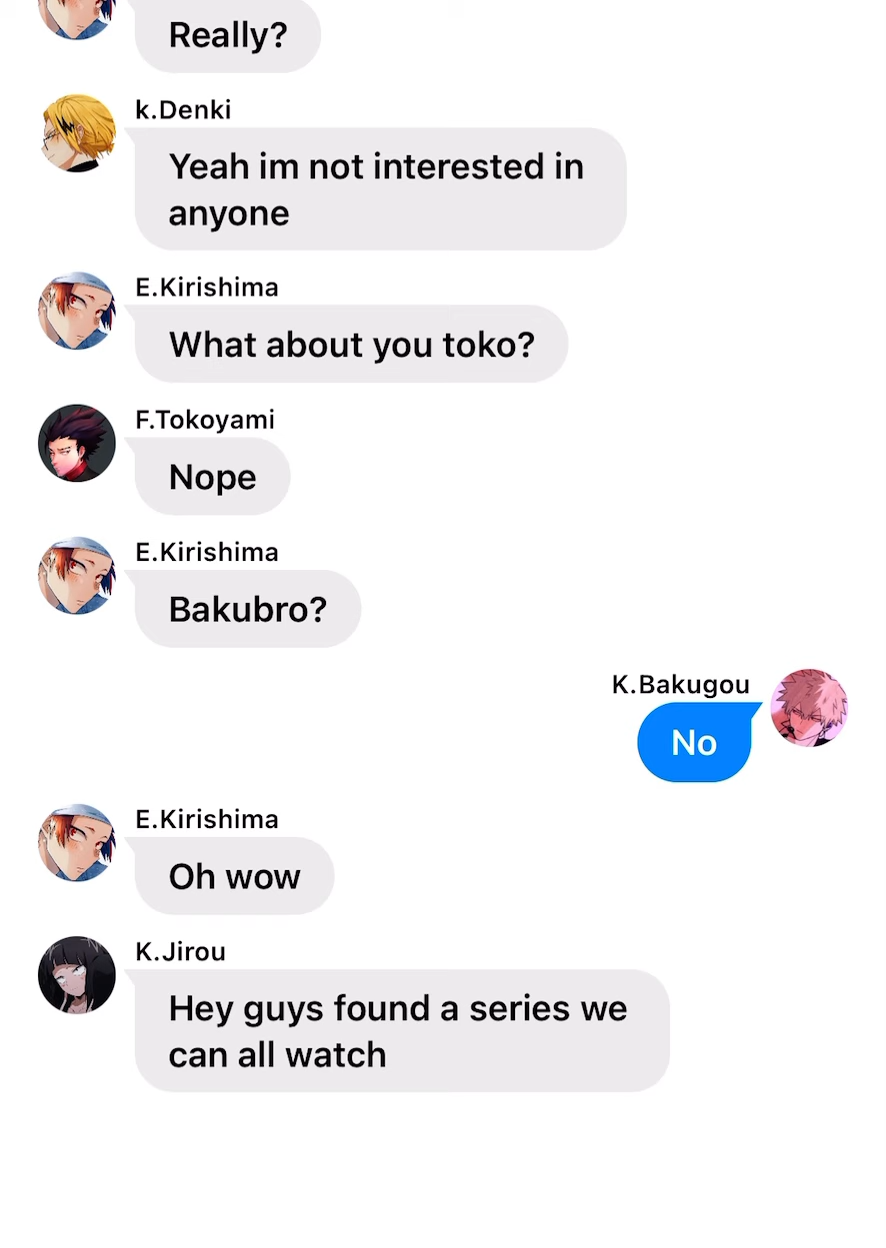 Really?
k.Denki
Yeah im not interested in
anyone
E.Kirishima
What about you toko?
F.Tokoyami
Nope
E.Kirishima
Bakubro?
K.Bakugou
No
E.Kirishima
Oh wow
K.Jirou
Hey guys found a series we
can all watch